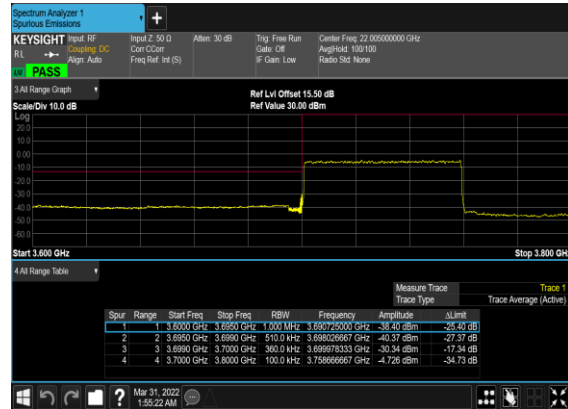 Spectrum Analyzer 1
Spurious Emissions
KEYSIGHT Input: RF Input Z: 50 Ω Atten: 30 dB Trig: Free Run Center Freq: 22.005000000 GHz
R L Coupling: DC Corr CCorr Gate: Off Avg|Hold: 100/100
Align: Auto Freq Ref: Int (S) IF Gain: Low Radio Std: None
LW PASS
3 All Range Graph
Ref Lvl Offset 15.50 dB
Scale/Div 10.0 dB Ref Value 30.00 dBm
Log
20.0
10.0
0.00
-10.0
-20.0
-30.0
-40.0
-50.0
-60.0
Start 3.600 GHz Stop 3.800 GHz
4 All Range Table
Measure Trace Trace 1
Trace Type Trace Average (Active)
Spur Range Start Freq Stop Freq RBW Frequency Amplitude ΔLimit
1 1 3.6000 GHz 3.6950 GHz 1.000 MHz 3.690725000 GHz -38.40 dBm -25.40 dB
2 2 3.6950 GHz 3.6990 GHz 510.0 kHz 3.698026667 GHz -40.37 dBm -27.37 dB
3 3 3.6990 GHz 3.7000 GHz 360.0 kHz 3.699978333 GHz -30.34 dBm -17.34 dB
4 4 3.7000 GHz 3.8000 GHz 100.0 kHz 3.758666667 GHz -4.726 dBm -34.73 dB
? Mar 31, 2022
1:55:22 AM